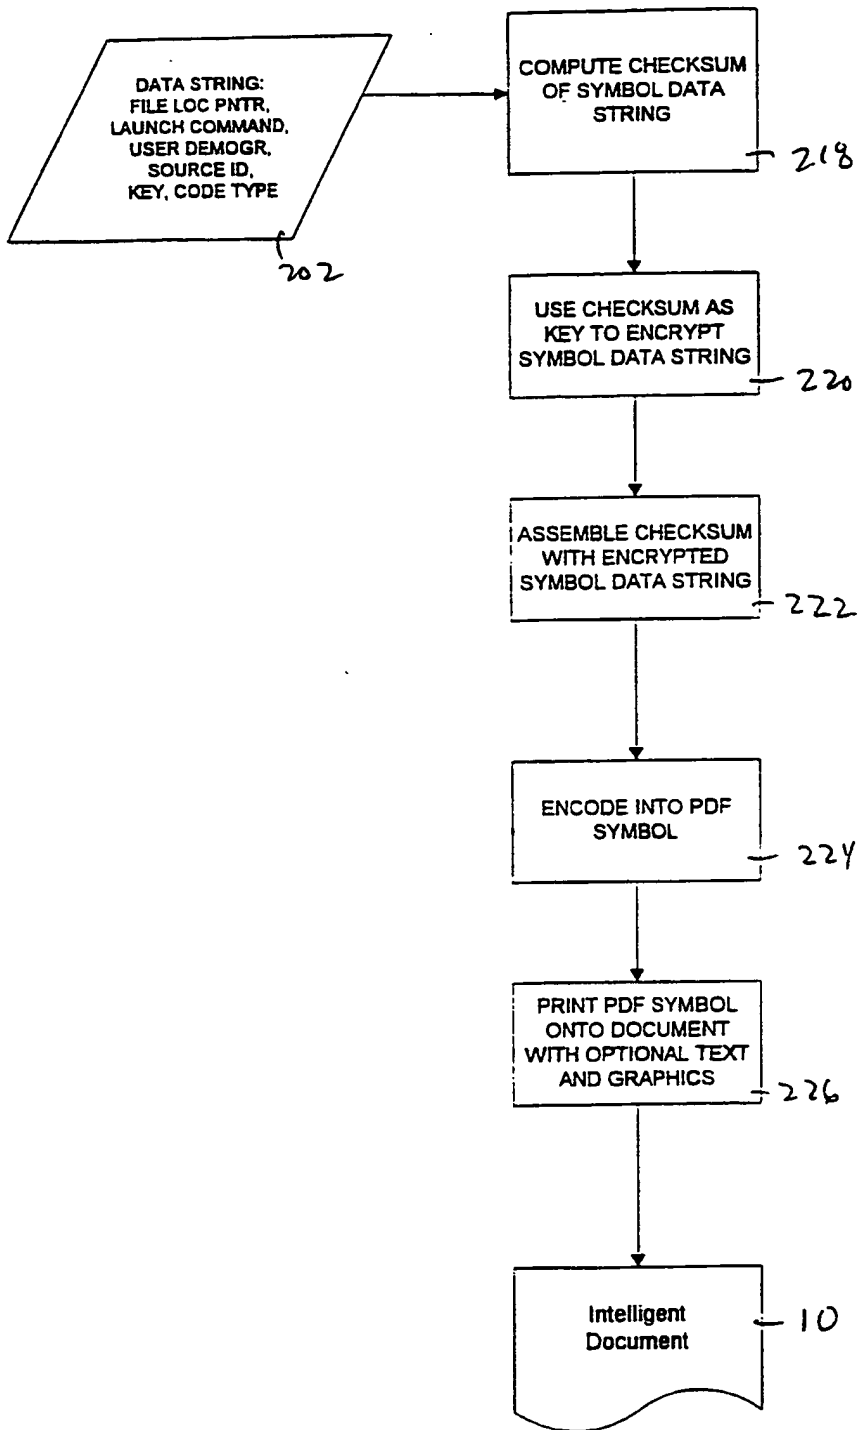 DATA STRING:
FILE LOC PNTR,
LAUNCH COMMAND,
USER DEMOGR,
SOURCE ID,
KEY, CODE TYPE
202
COMPUTE CHECKSUM
OF SYMBOL DATA
STRING
218
USE CHECKSUM AS
KEY TO ENCRYPT
SYMBOL DATA STRING
220
ASSEMBLE CHECKSUM
WITH ENCRYPTED
SYMBOL DATA STRING
222
ENCODE INTO PDF
SYMBOL
224
PRINT PDF SYMBOL
ONTO DOCUMENT
WITH OPTIONAL TEXT
AND GRAPHICS
226
Intelligent
Document
10